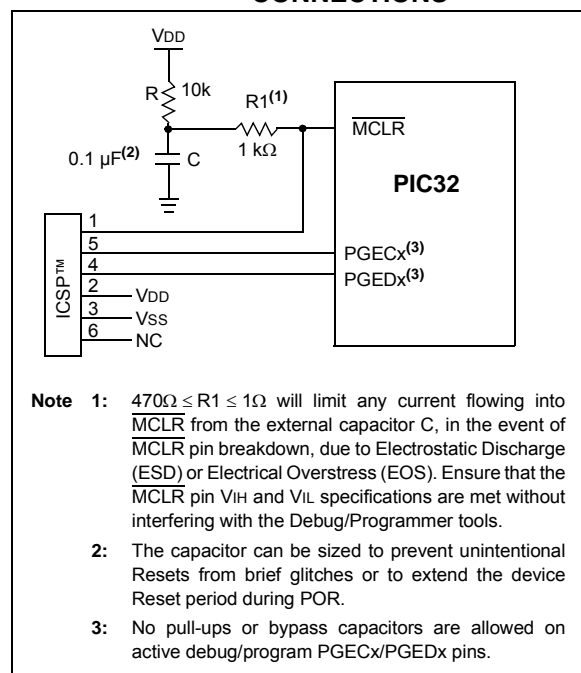 CONNECTIONS
VDD
R 10k
R1(1)
1 kΩ
0.1 µF(2) C
MCLR
PIC32
1
5
4
2
3
6
ICSP™
PGECx(3)
PGEDx(3)
VDD
VSS
NC
Note 1: 470Ω ≤ R1 ≤ 1Ω will limit any current flowing into
MCLR from the external capacitor C, in the event of
MCLR pin breakdown, due to Electrostatic Discharge
(ESD) or Electrical Overstress (EOS). Ensure that the
MCLR pin VIH and VIL specifications are met without
interfering with the Debug/Programmer tools.
2: The capacitor can be sized to prevent unintentional
Resets from brief glitches or to extend the device
Reset period during POR.
3: No pull-ups or bypass capacitors are allowed on
active debug/program PGECx/PGEDx pins.